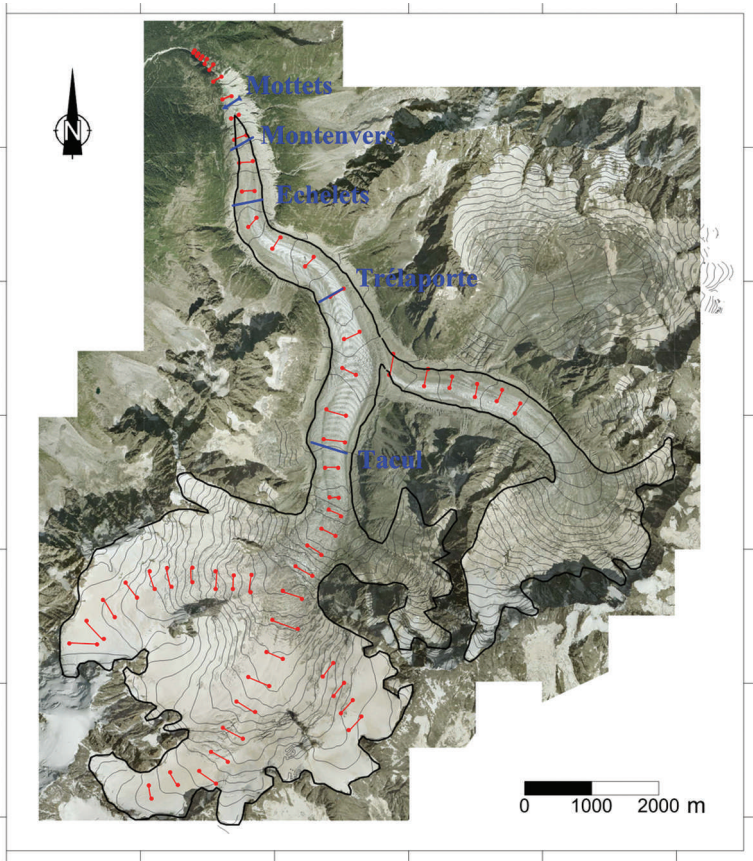 Mottets
N
Montenvers
Echelets
Trélaporte
Tacul
0 1000 2000 m